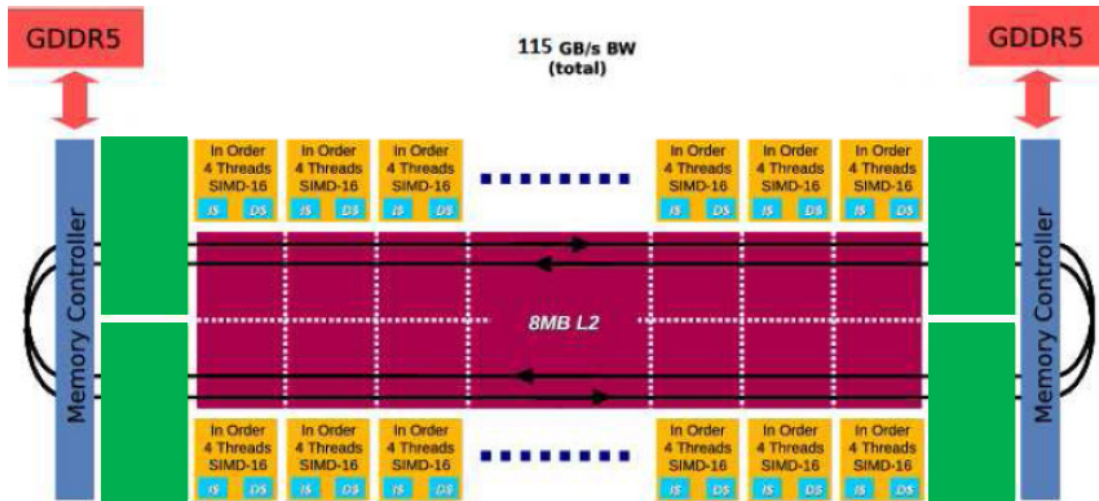 GDDR5
115 GB/s BW
(total)
GDDR5
In Order
4 Threads
SIMD-16
I$ D$
In Order
4 Threads
SIMD-16
I$ D$
In Order
4 Threads
SIMD-16
I$ D$
In Order
4 Threads
SIMD-16
I$ D$
In Order
4 Threads
SIMD-16
I$ D$
In Order
4 Threads
SIMD-16
I$ D$
Memory Controller
8MB L2
Memory Controller
In Order
4 Threads
SIMD-16
I$ D$
In Order
4 Threads
SIMD-16
I$ D$
In Order
4 Threads
SIMD-16
I$ D$
In Order
4 Threads
SIMD-16
I$ D$
In Order
4 Threads
SIMD-16
I$ D$
In Order
4 Threads
SIMD-16
I$ D$